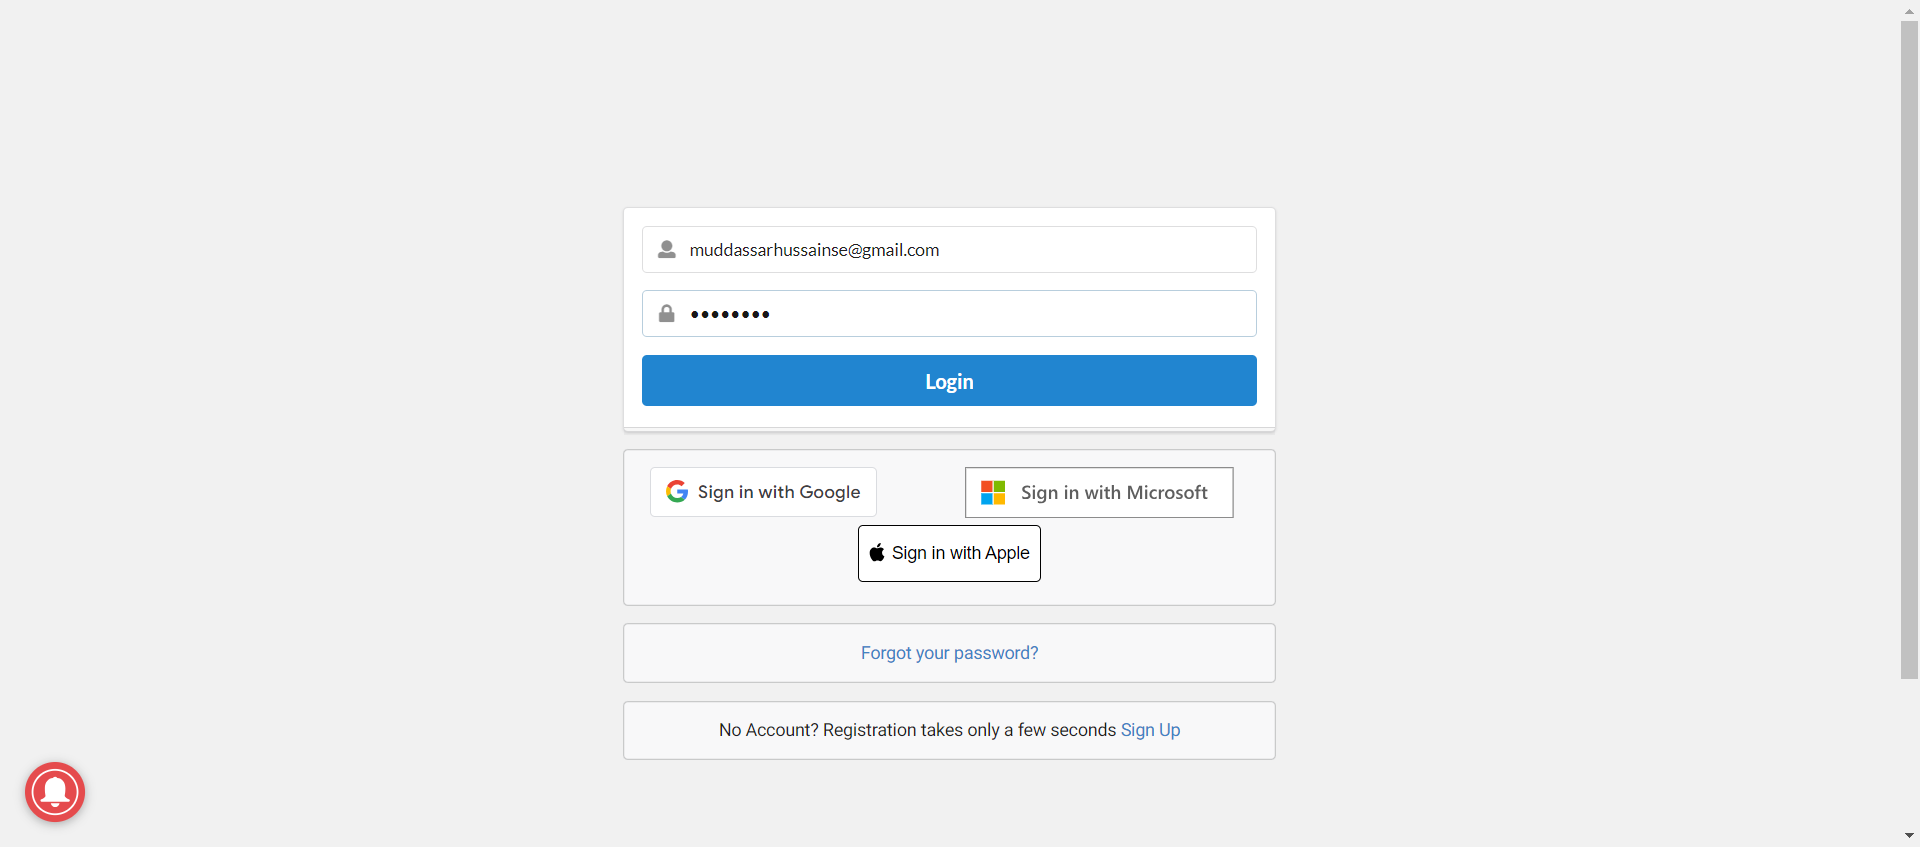 muddassarhussainse@gmail.com
••••••••
Login
Sign in with Google
Sign in with Microsoft
Sign in with Apple
Forgot your password?
No Account? Registration takes only a few seconds Sign Up